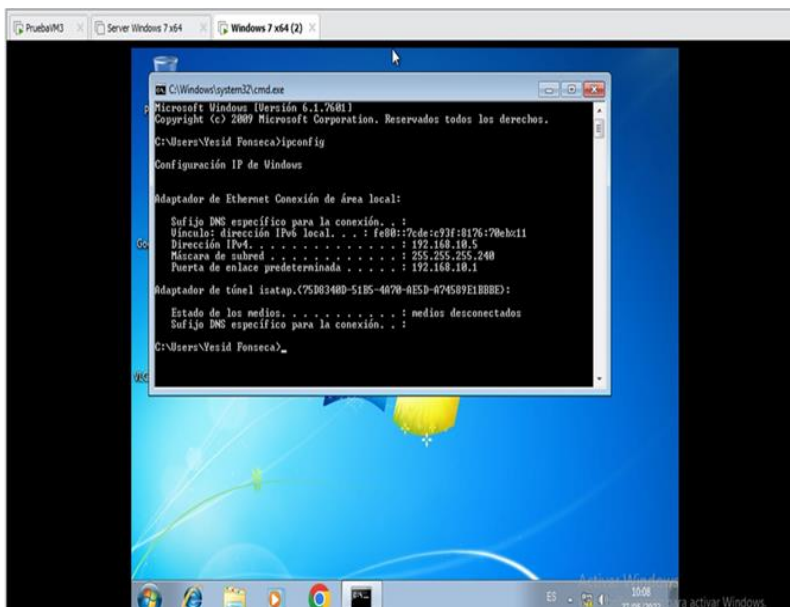 PruebaVM3
Server Windows 7 x64
Windows 7 x64 (2)
C:\Windows\system32\cmd.exe
Microsoft Windows [Versión 6.1.7601]
Copyright (c) 2009 Microsoft Corporation. Reservados todos los derechos.
C:\Users\Yesid Fonseca>ipconfig
Configuración IP de Windows
Adaptador de Ethernet Conexión de área local:
Sufijo DNS específico para la conexión. . :
Vínculo: dirección IPv6 local. . . : fe80::7cde:c93f:8176:70eb%11
Dirección IPv4. . . . . . . . . . . . . . : 192.168.10.5
Máscara de subred . . . . . . . . . . . . : 255.255.255.240
Puerta de enlace predeterminada . . . . . : 192.168.10.1
Adaptador de túnel isatap.{75D8340D-51B5-4A70-AE5D-A74589E1BBBE}:
Estado de los medios. . . . . . . . . . . : medios desconectados
Sufijo DNS específico para la conexión. . :
C:\Users\Yesid Fonseca>_
Activar Windows
ES
10:08
para activar Windows.